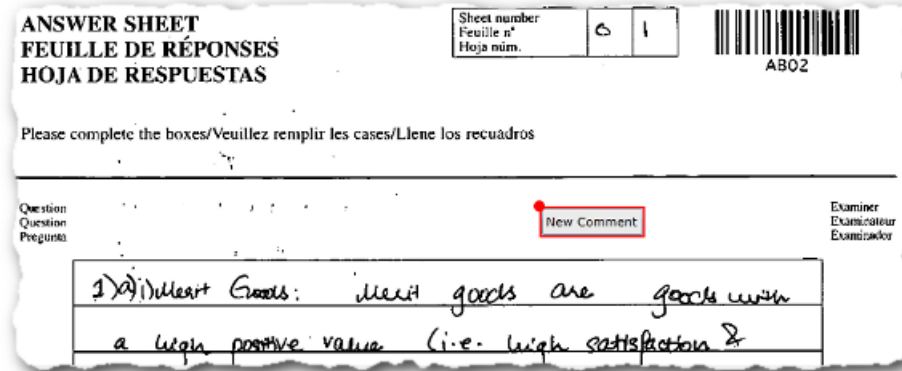 ANSWER SHEET
FEUILLE DE RÉPONSES
HOJA DE RESPUESTAS
Sheet number
Feuille n°
Hoja núm.
0 1
AB02
Please complete the boxes/Veuillez remplir les cases/Llene los recuadros
Question
Question
Pregunta
New Comment
Examiner
Examinateur
Examinador
1)a)i) Merit Goods: Merit goods are goods with
a high positive value (i.e. high satisfaction &